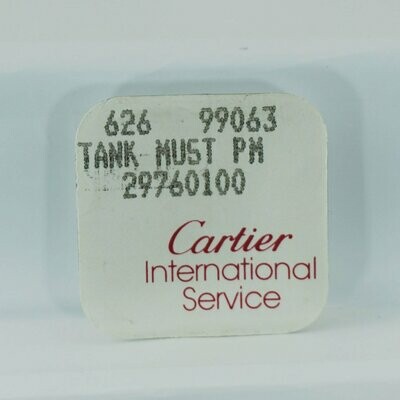 626 99063
TANK MUST PM
29760100
Cartier
International
Service